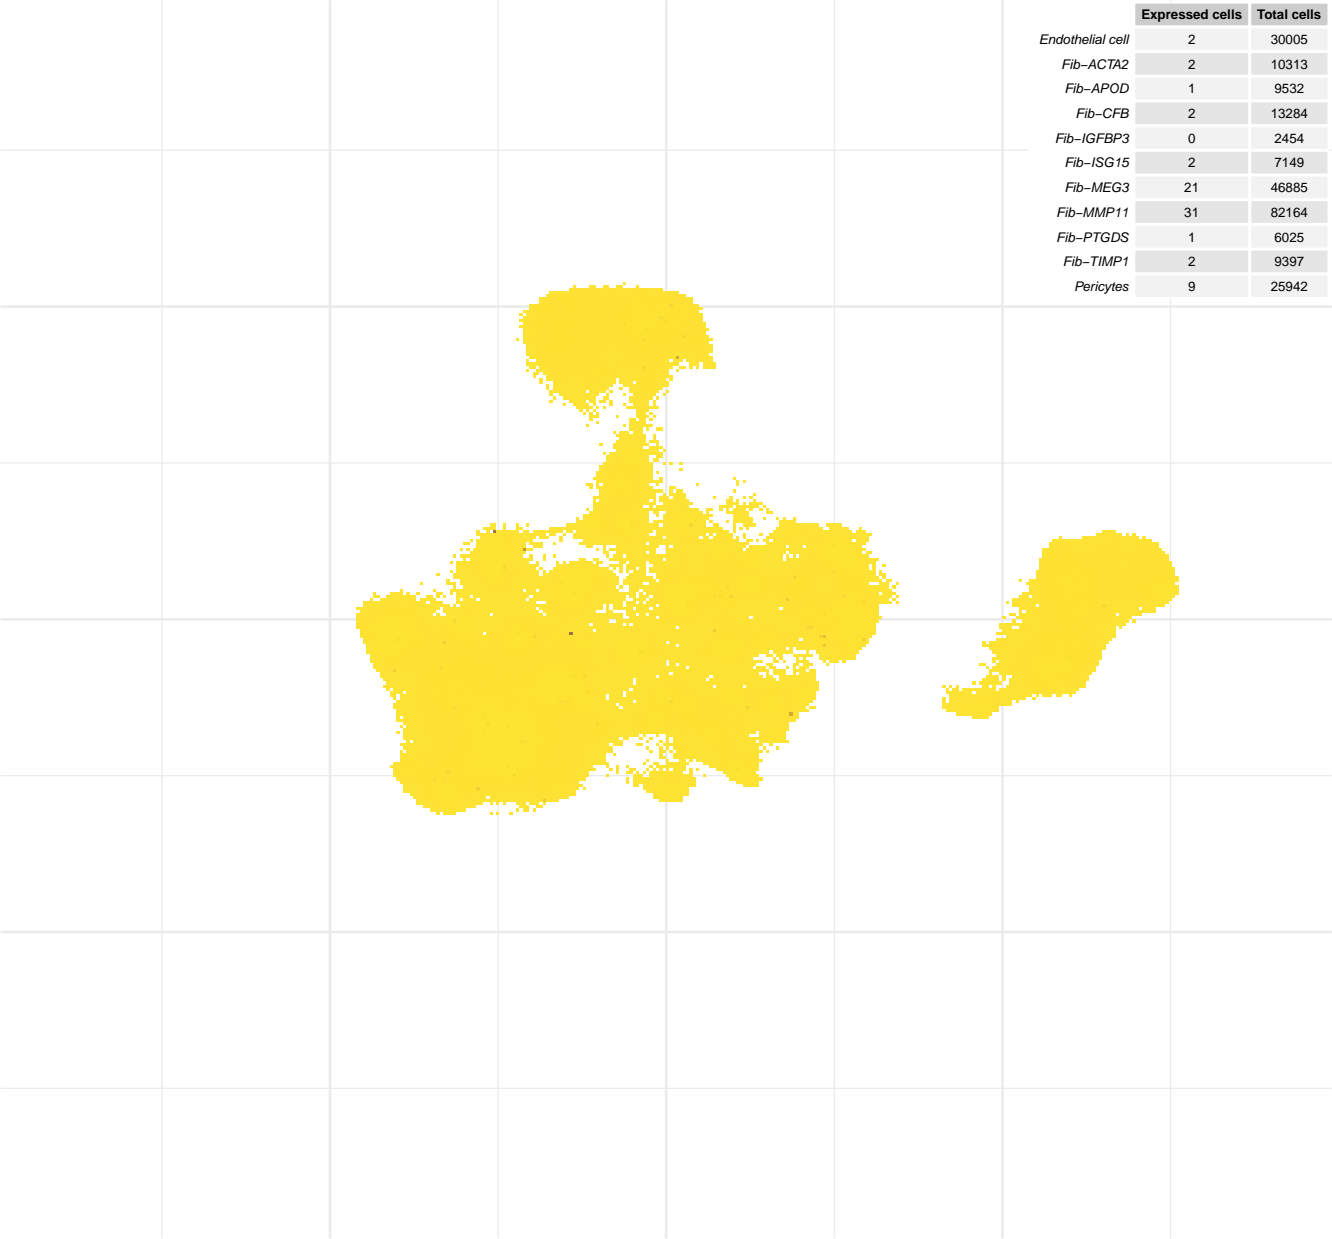 Expressed cells Total cells
Endothelial cell 2 30005
Fib−ACTA2 2 10313
Fib−APOD 1 9532
Fib−CFB 2 13284
Fib−IGFBP3 0 2454
Fib−ISG15 2 7149
Fib−MEG3 21 46885
Fib−MMP11 31 82164
Fib−PTGDS 1 6025
Fib−TIMP1 2 9397
Pericytes 9 25942